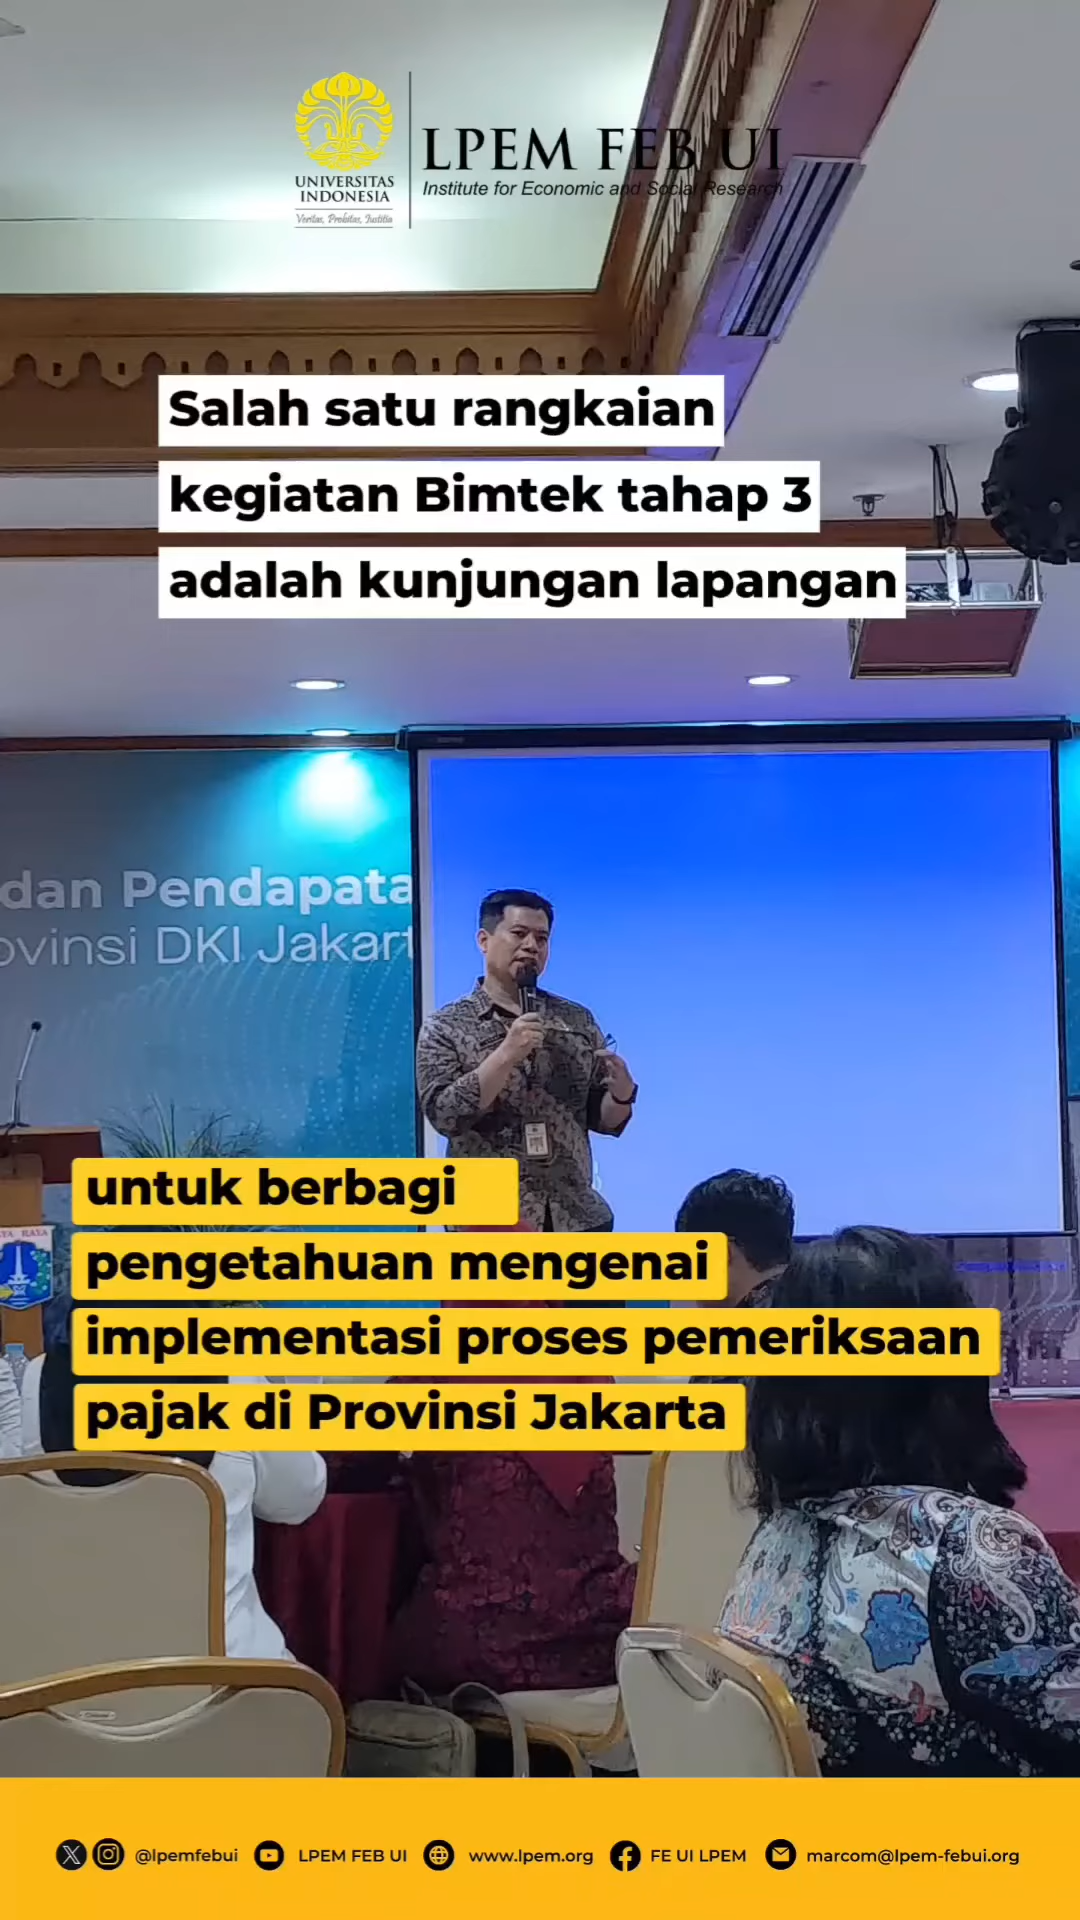 UNIVERSITAS
INDONESIA
Veritas, Probitas, Justitia
LPEM FEB UI
Institute for Economic and Social Research
Salah satu rangkaian
kegiatan Bimtek tahap 3
adalah kunjungan lapangan
dan Pendapata
ovinsi DKI Jakart
untuk berbagi
pengetahuan mengenai
implementasi proses pemeriksaan
pajak di Provinsi Jakarta
RAYA
@lpemfebui
LPEM FEB UI
www.lpem.org
FE UI LPEM
marcom@lpem-febui.org